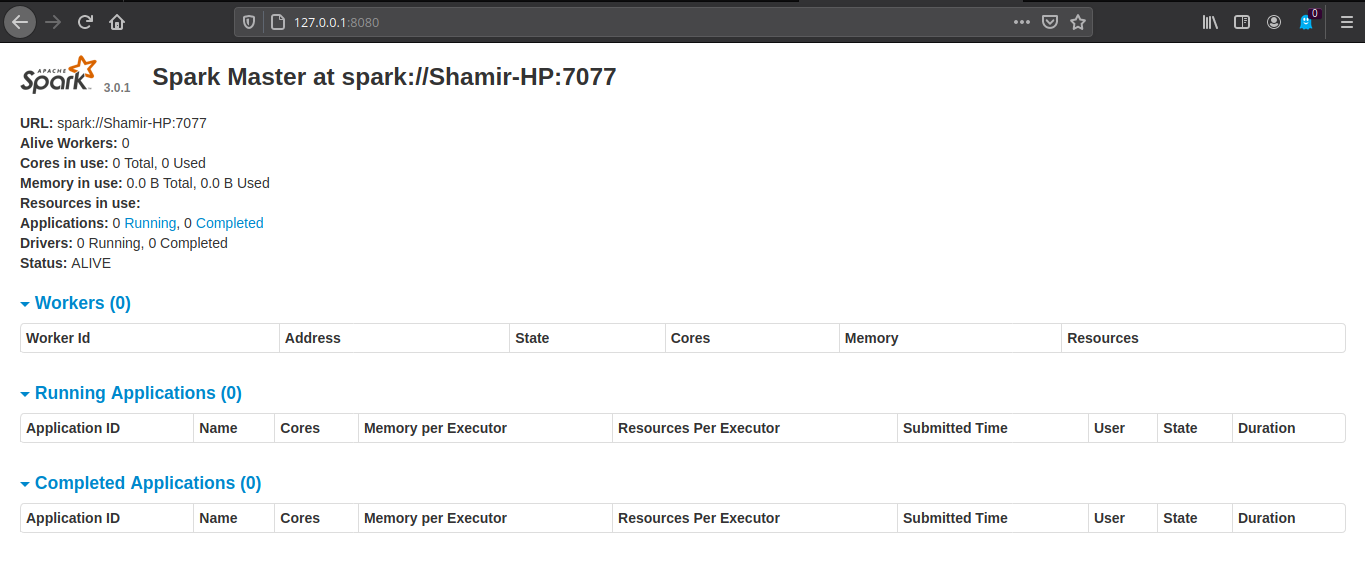 0
127.0.0.1:8080
APACHE
Spark 3.0.1 Spark Master at spark://Shamir-HP:7077
URL: spark://Shamir-HP:7077
Alive Workers: 0
Cores in use: 0 Total, 0 Used
Memory in use: 0.0 B Total, 0.0 B Used
Resources in use:
Applications: 0 Running, 0 Completed
Drivers: 0 Running, 0 Completed
Status: ALIVE
Workers (0)
Worker Id Address State Cores Memory Resources
Running Applications (0)
Application ID Name Cores Memory per Executor Resources Per Executor Submitted Time User State Duration
Completed Applications (0)
Application ID Name Cores Memory per Executor Resources Per Executor Submitted Time User State Duration